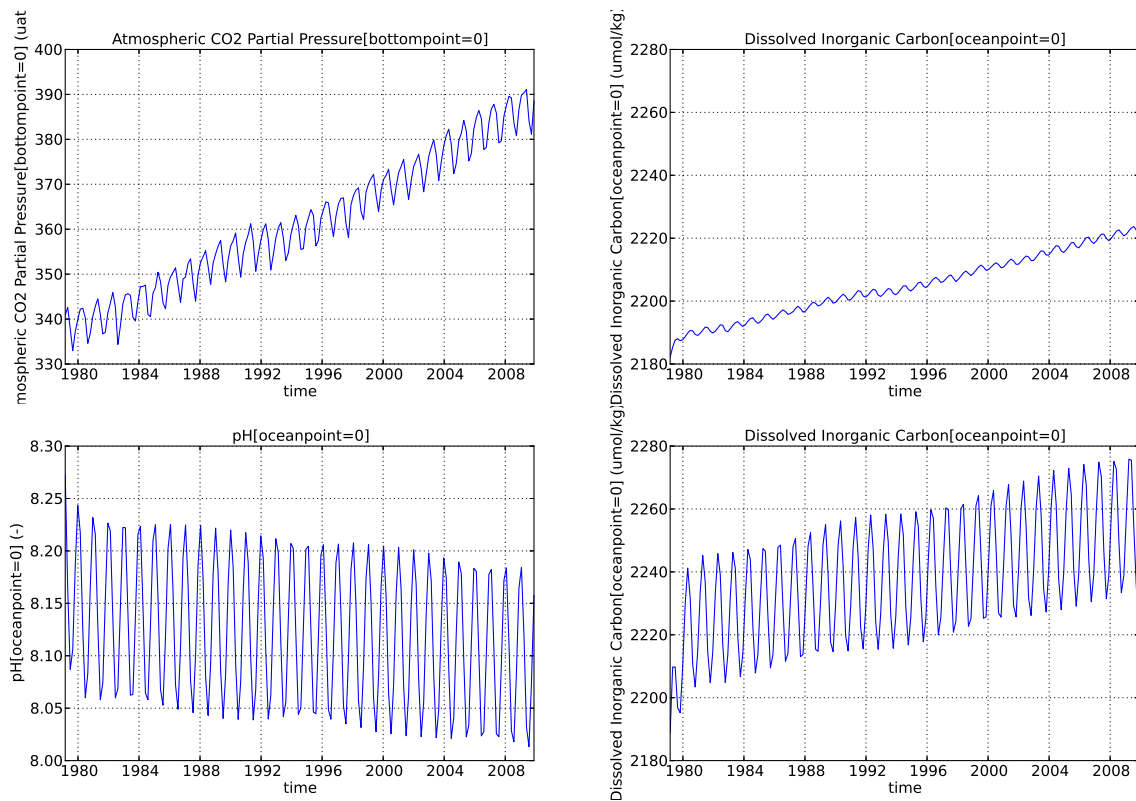 Atmospheric CO2 Partial Pressure[bottompoint=0]
mospheric CO2 Partial Pressure[bottompoint=0] (uat
400
390
380
370
360
350
340
330
1980 1984 1988 1992 1996 2000 2004 2008
time
Dissolved Inorganic Carbon[oceanpoint=0]
Dissolved Inorganic Carbon[oceanpoint=0] (umol/kg)
2280
2260
2240
2220
2200
2180
1980 1984 1988 1992 1996 2000 2004 2008
time
pH[oceanpoint=0]
pH[oceanpoint=0] (-)
8.30
8.25
8.20
8.15
8.10
8.05
8.00
1980 1984 1988 1992 1996 2000 2004 2008
time
Dissolved Inorganic Carbon[oceanpoint=0]
Dissolved Inorganic Carbon[oceanpoint=0] (umol/kg)
2280
2260
2240
2220
2200
2180
1980 1984 1988 1992 1996 2000 2004 2008
time